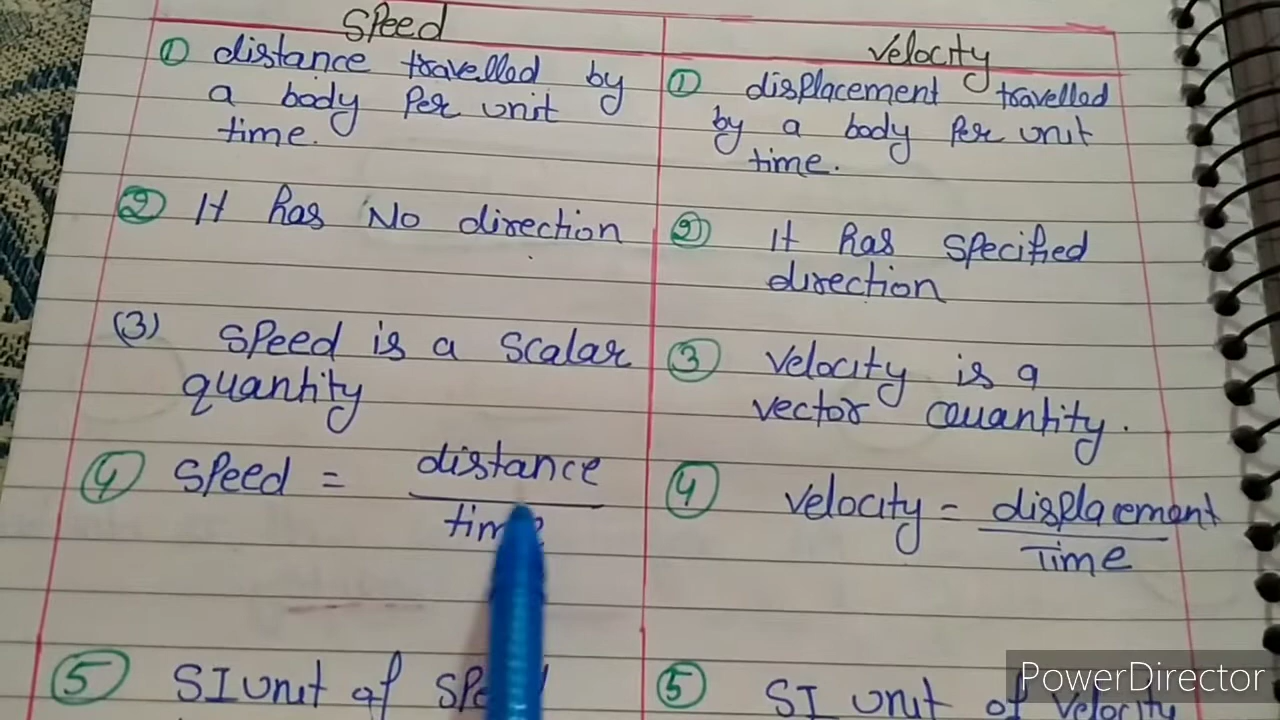 Speed
① distance travelled by
a body Per unit
time.
② It has No direction
(3) Speed is a Scalar
quantity
④ Speed = distance
time
⑤ SI unit of
Velocity
① displacement travelled
by a body Per unit
time.
② It has specified
direction
③ Velocity is a
vector quantity.
④ Velocity = displacement
Time
⑤ SI unit of Velocity
PowerDirector